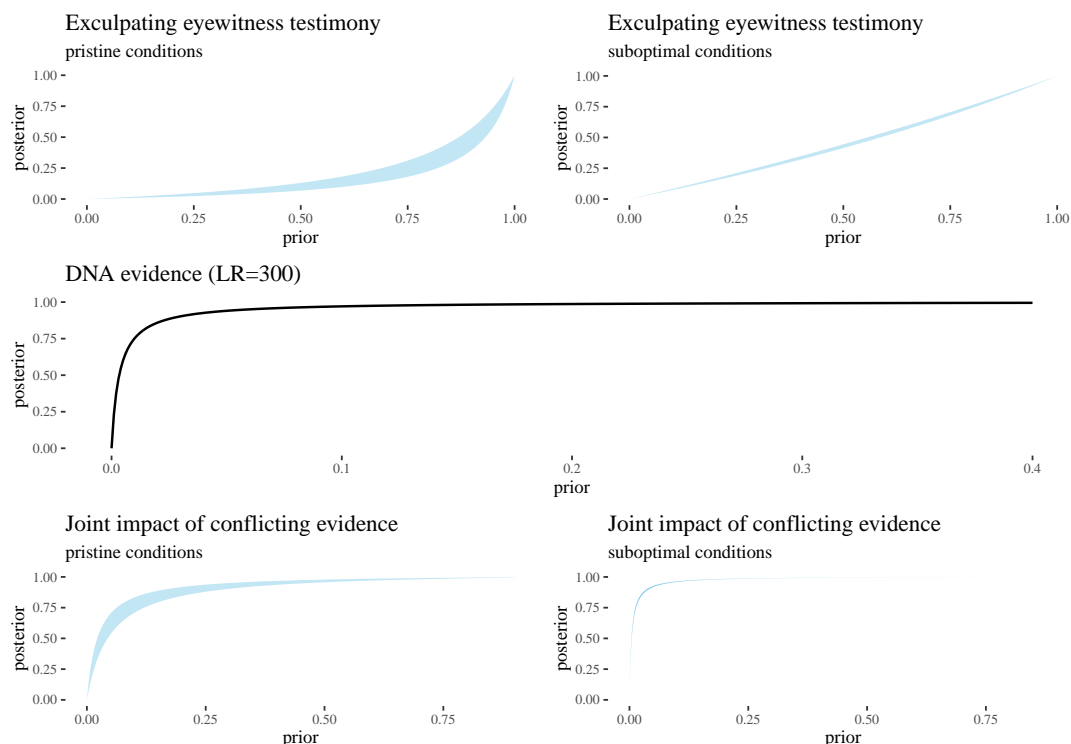 Exculpating eyewitness testimony
pristine conditions
1.00
0.75
0.50
0.25
0.00
posterior
0.00 0.25 0.50 0.75 1.00
prior
Exculpating eyewitness testimony
suboptimal conditions
1.00
0.75
0.50
0.25
0.00
posterior
0.00 0.25 0.50 0.75 1.00
prior
DNA evidence (LR=300)
1.00
0.75
0.50
0.25
0.00
posterior
0.0 0.1 0.2 0.3 0.4
prior
Joint impact of conflicting evidence
pristine conditions
1.00
0.75
0.50
0.25
0.00
posterior
0.00 0.25 0.50 0.75
prior
Joint impact of conflicting evidence
suboptimal conditions
1.00
0.75
0.50
0.25
0.00
posterior
0.00 0.25 0.50 0.75
prior